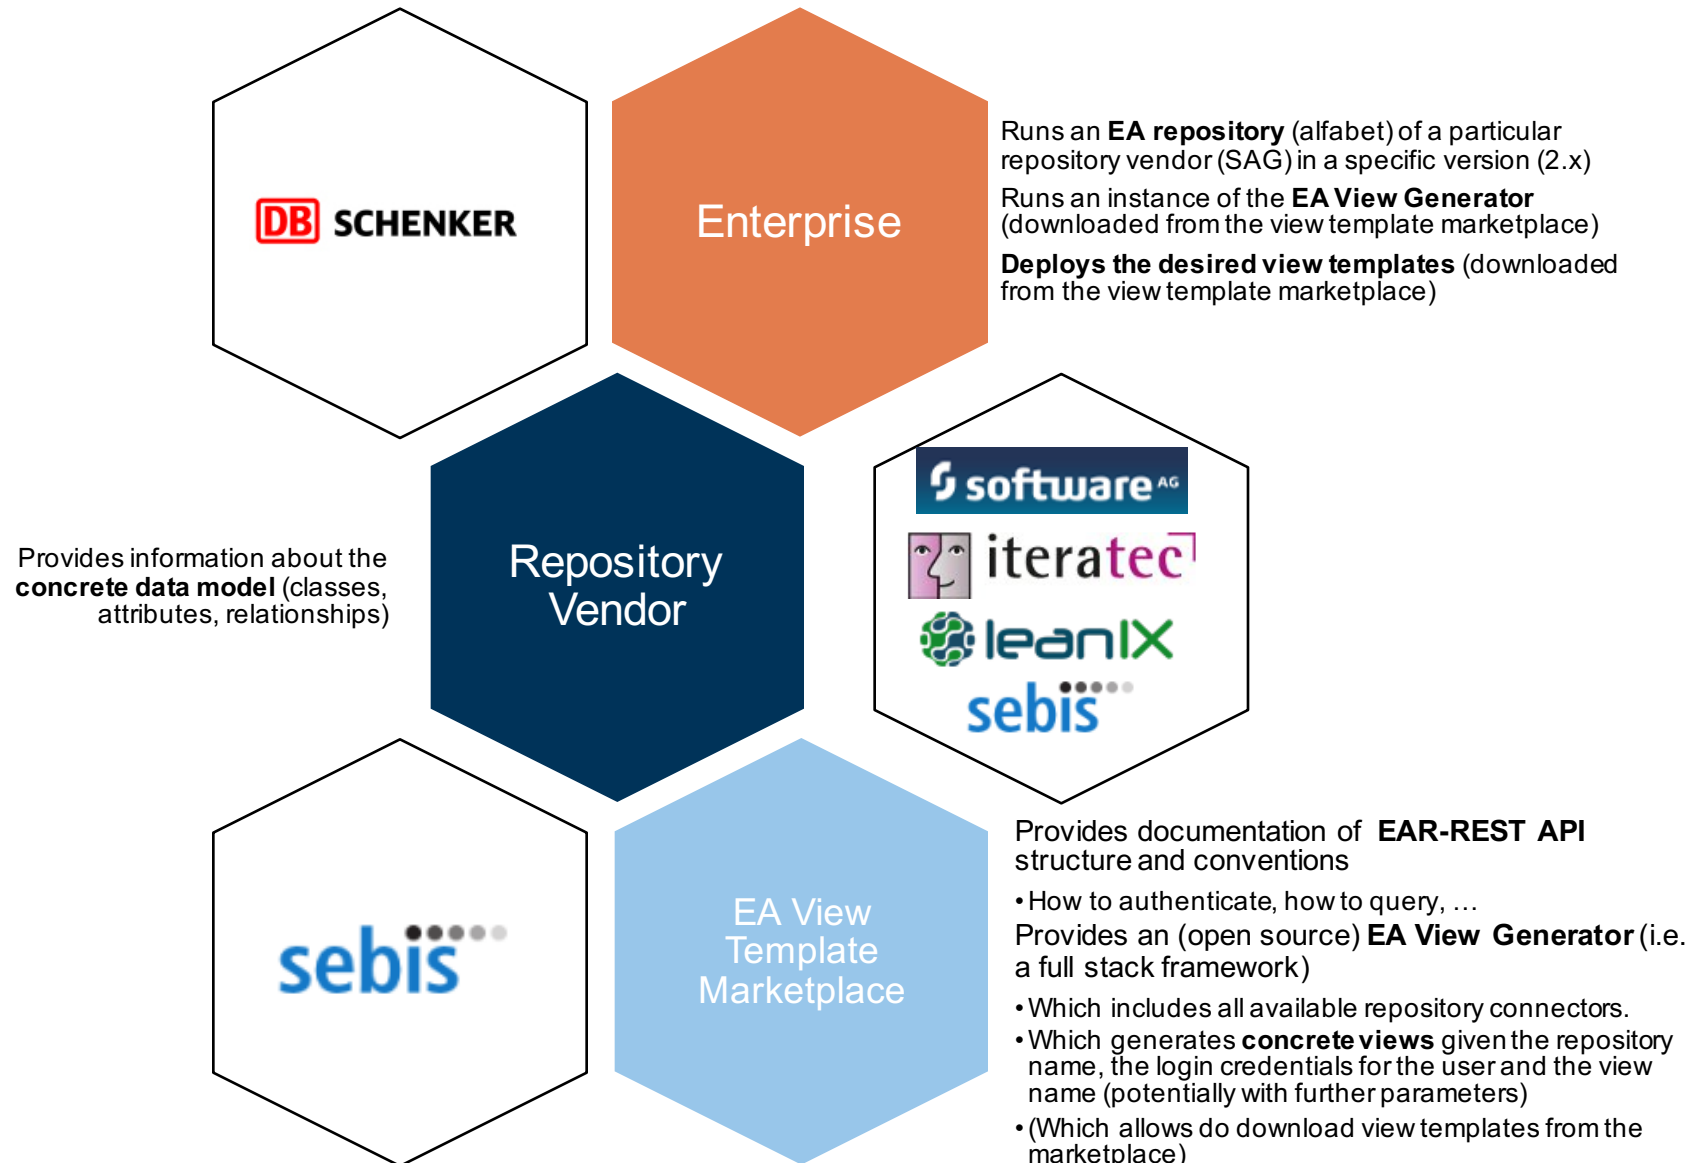 DB SCHENKER
Enterprise
Runs an EA repository (alfabet) of a particular
repository vendor (SAG) in a specific version (2.x)
Runs an instance of the EA View Generator
(downloaded from the view template marketplace)
Deploys the desired view templates (downloaded
from the view template marketplace)
Provides information about the
concrete data model (classes,
attributes, relationships)
Repository
Vendor
software AG
iteratec
leanIX
sebis
sebis
EA View
Template
Marketplace
Provides documentation of EAR-REST API
structure and conventions
• How to authenticate, how to query, …
Provides an (open source) EA View Generator (i.e.
a full stack framework)
• Which includes all available repository connectors.
• Which generates concrete views given the repository
name, the login credentials for the user and the view
name (potentially with further parameters)
• (Which allows do download view templates from the
marketplace)